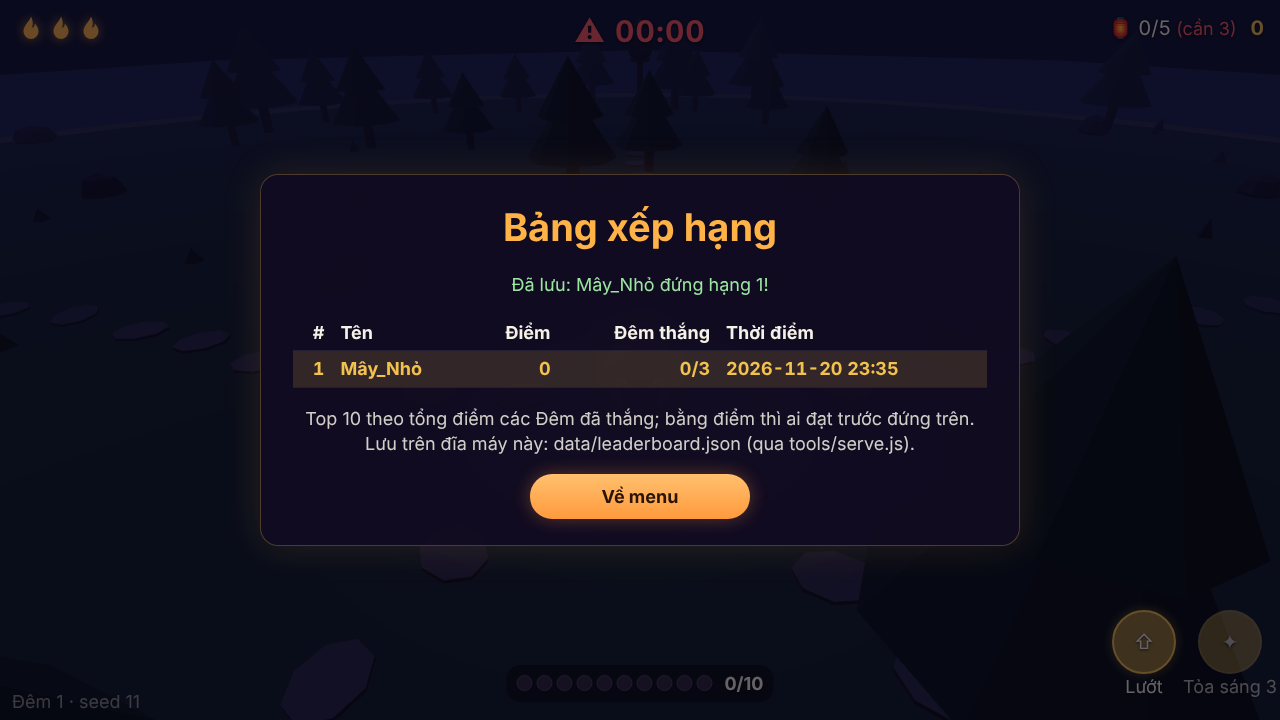 00:00
0/5 (cần 3) 0
Bảng xếp hạng
Đã lưu: Mây_Nhỏ đứng hạng 1!
# Tên Điểm Đêm thắng Thời điểm
1 Mây_Nhỏ 0 0/3 2026-11-20 23:35
Top 10 theo tổng điểm các Đêm đã thắng; bằng điểm thì ai đạt trước đứng trên.
Lưu trên đĩa máy này: data/leaderboard.json (qua tools/serve.js).
Về menu
Lướt Tỏa sáng 3
0/10
Đêm 1 · seed 11